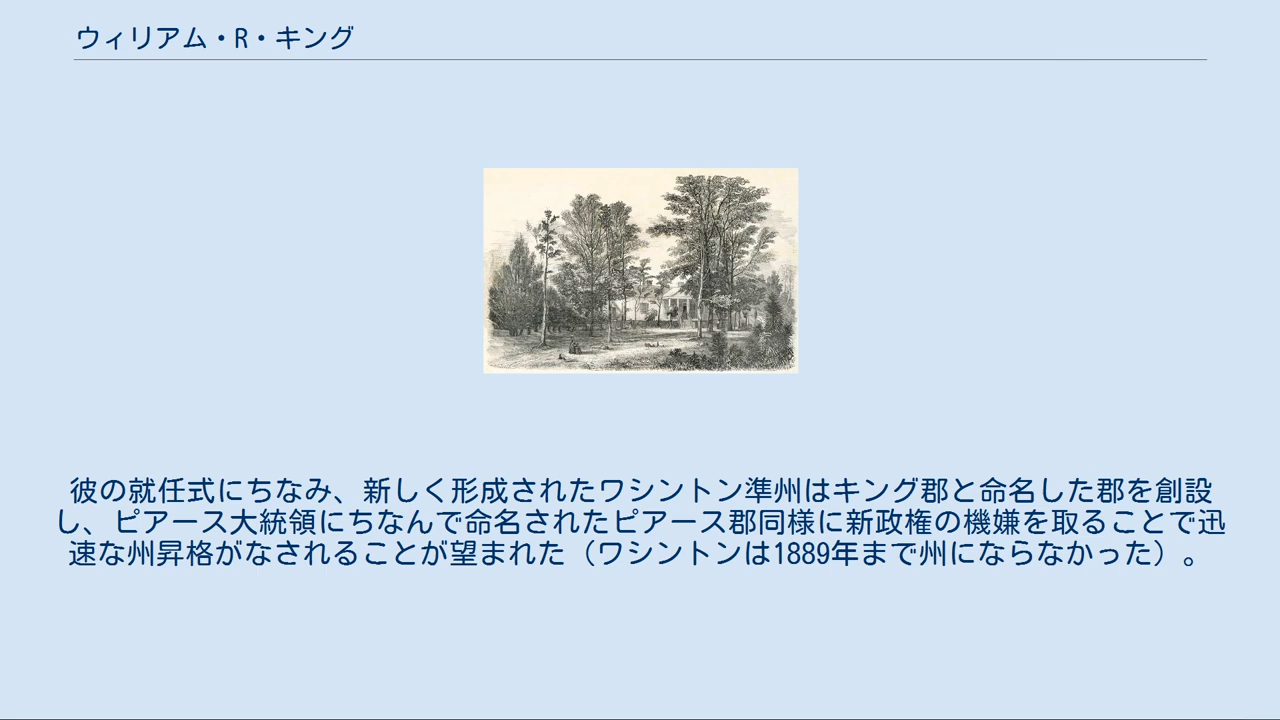 ウィリアム・R・キング
彼の就任式にちなみ、新しく形成されたワシントン準州はキング郡と命名した郡を創設
し、ピアース大統領にちなんで命名されたピアース郡同様に新政権の機嫌を取ることで迅
速な州昇格がなされることが望まれた（ワシントンは1889年まで州にならなかった）。